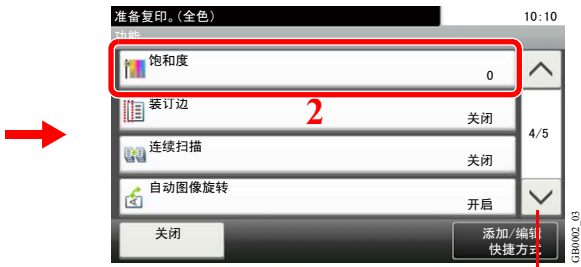 准备复印。(全色)
10:10
功能
饱和度
0
装订边
关闭
2
4/5
连续扫描
关闭
自动图像旋转
开启
关闭
添加/编辑
快捷方式
GB0002_03